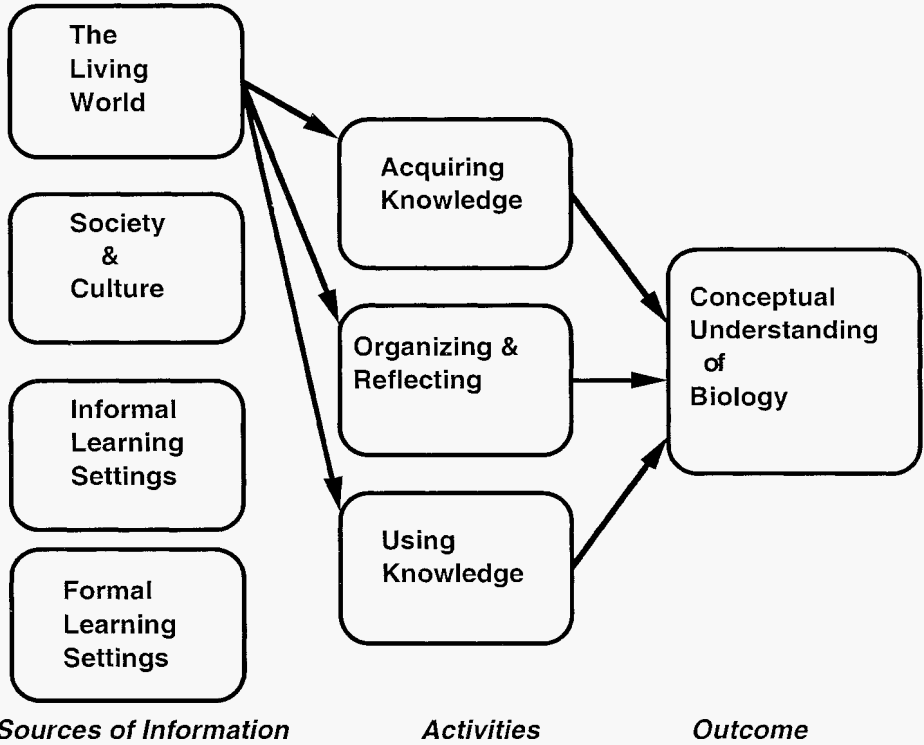 The
Living
World
Society
&
Culture
Informal
Learning
Settings
Formal
Learning
Settings
Acquiring
Knowledge
Organizing &
Reflecting
Using
Knowledge
Conceptual
Understanding
of
Biology
Sources of Information
Activities
Outcome